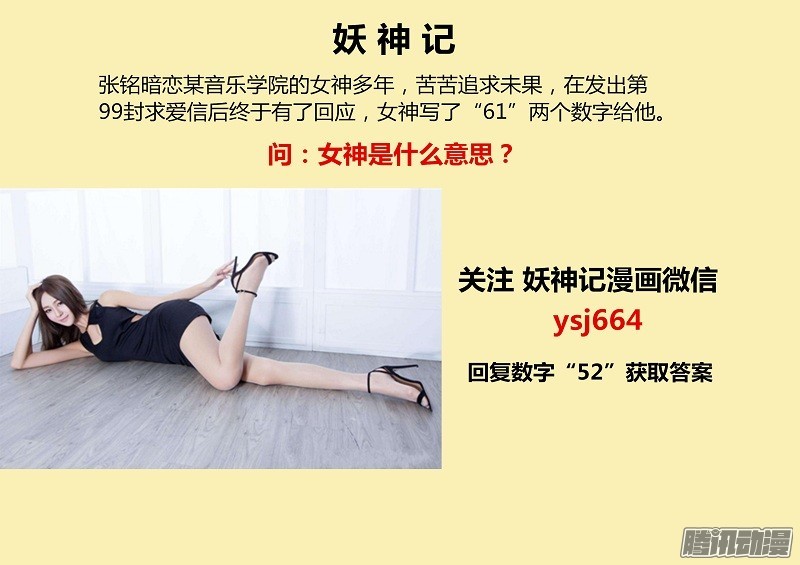 妖神记
张铭暗恋某音乐学院的女神多年，苦苦追求未果，在发出第
99封求爱信后终于有了回应，女神写了“61”两个数字给他。
问：女神是什么意思？
关注 妖神记漫画微信
ysj664
回复数字“52”获取答案
腾讯动漫